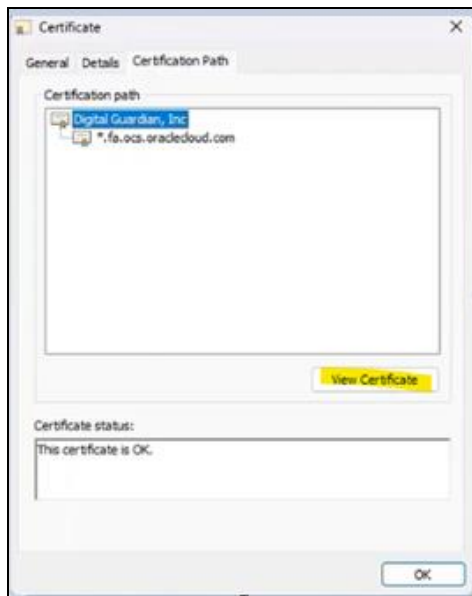 Certificate
General Details Certification Path
Certification path
Digital Guardian, Inc
*.fa.ocs.oraclecloud.com
View Certificate
Certificate status:
This certificate is OK.
OK